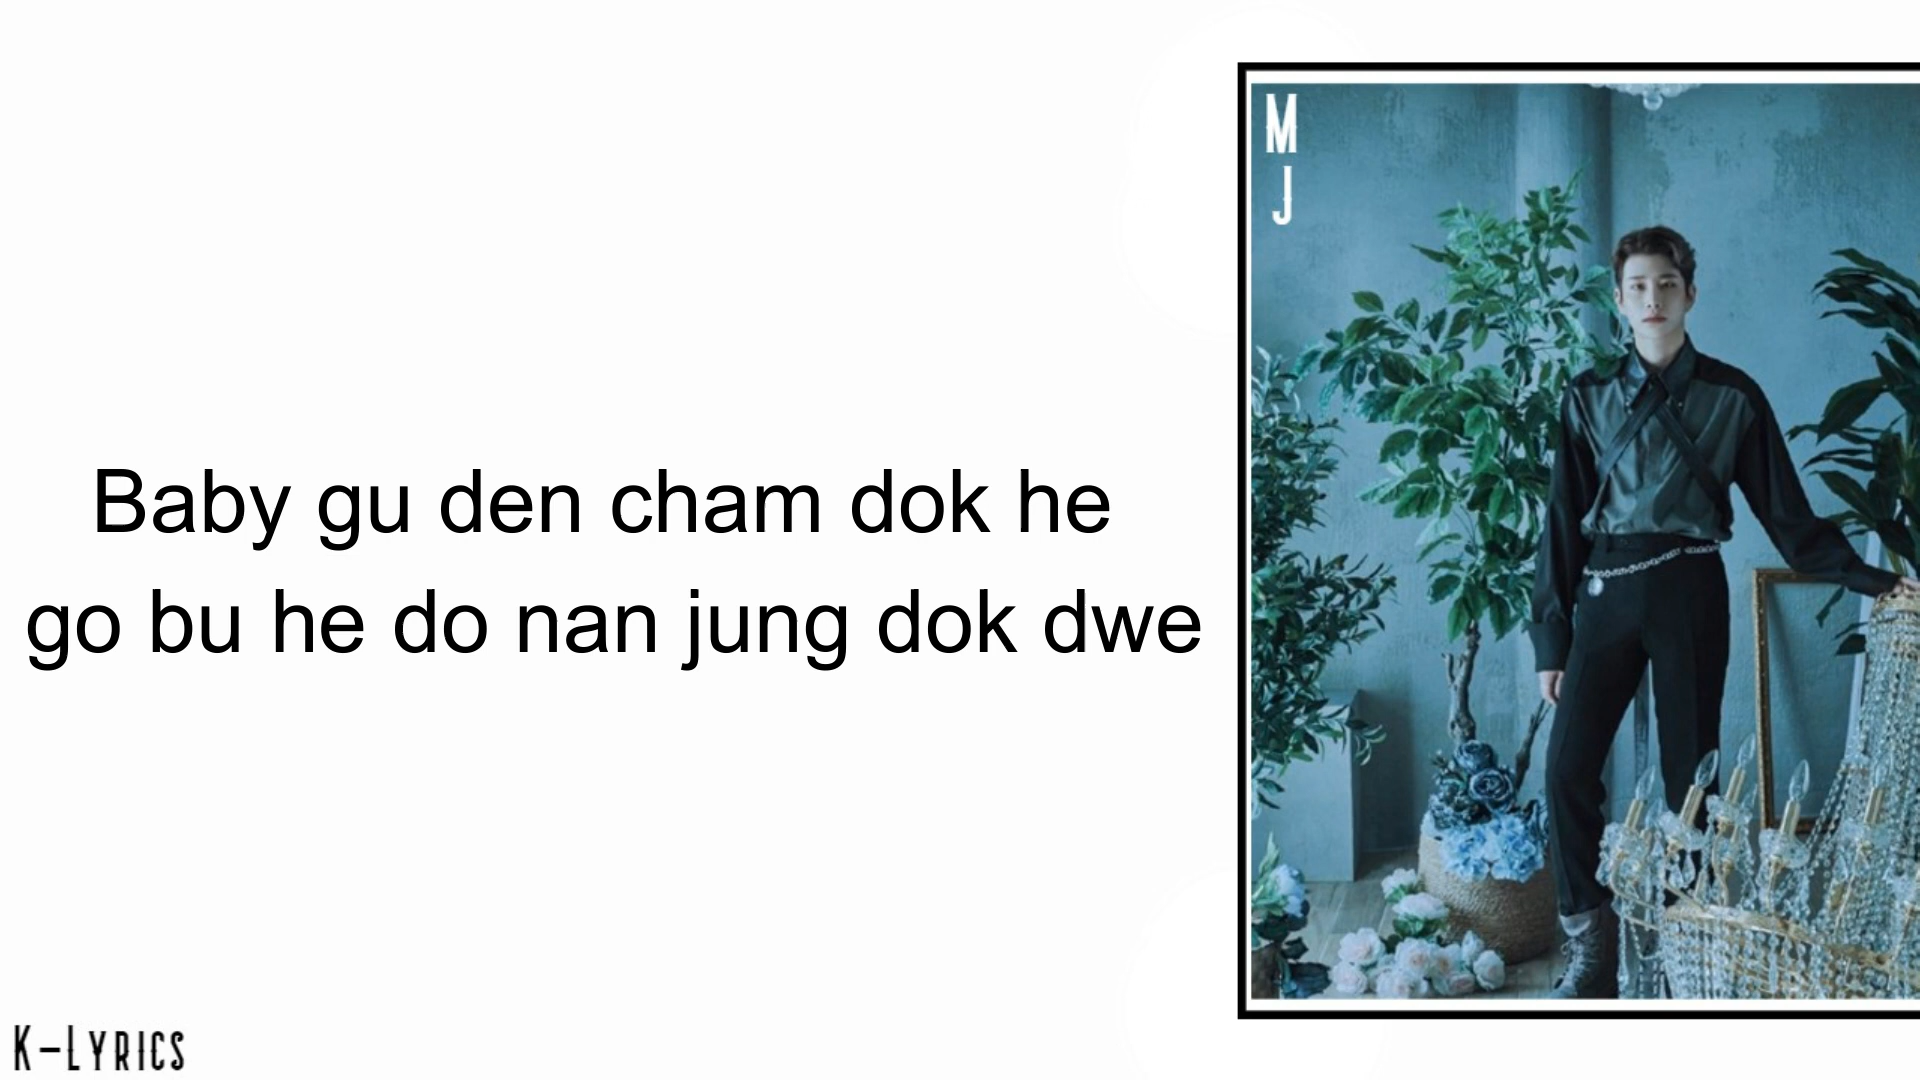 M
J
Baby gu den cham dok he
go bu he do nan jung dok dwe
K-LYRICS